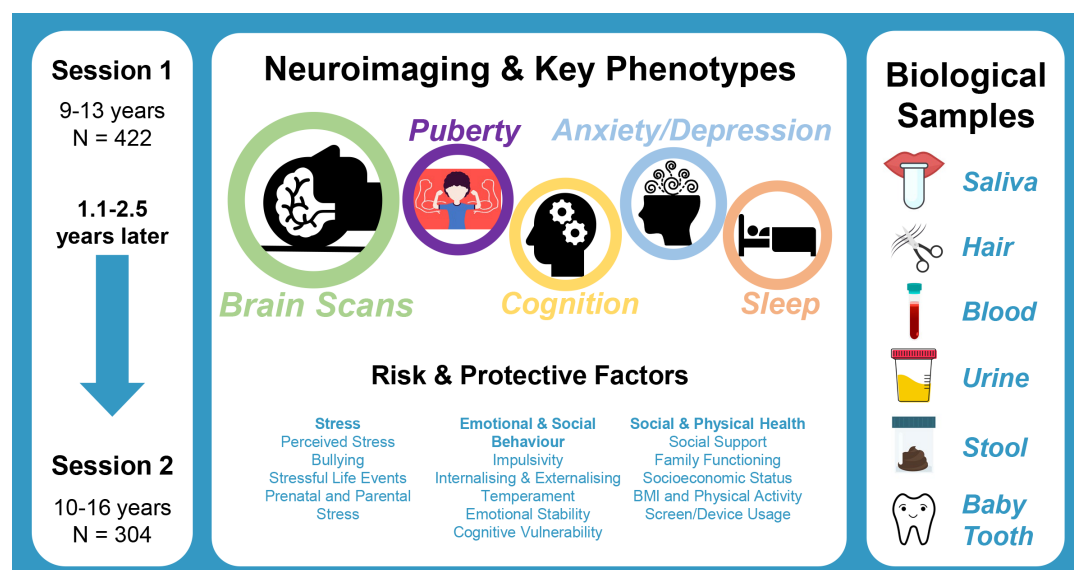 Session 1
9-13 years
N = 422
1.1-2.5
years later
Session 2
10-16 years
N = 304
Neuroimaging & Key Phenotypes
Brain Scans
Puberty
Cognition
Anxiety/Depression
Sleep
Risk & Protective Factors
Stress
Perceived Stress
Bullying
Stressful Life Events
Prenatal and Parental
Stress
Emotional & Social
Behaviour
Impulsivity
Internalising & Externalising
Temperament
Emotional Stability
Cognitive Vulnerability
Social & Physical Health
Social Support
Family Functioning
Socioeconomic Status
BMI and Physical Activity
Screen/Device Usage
Biological
Samples
Saliva
Hair
Blood
Urine
Stool
Baby
Tooth